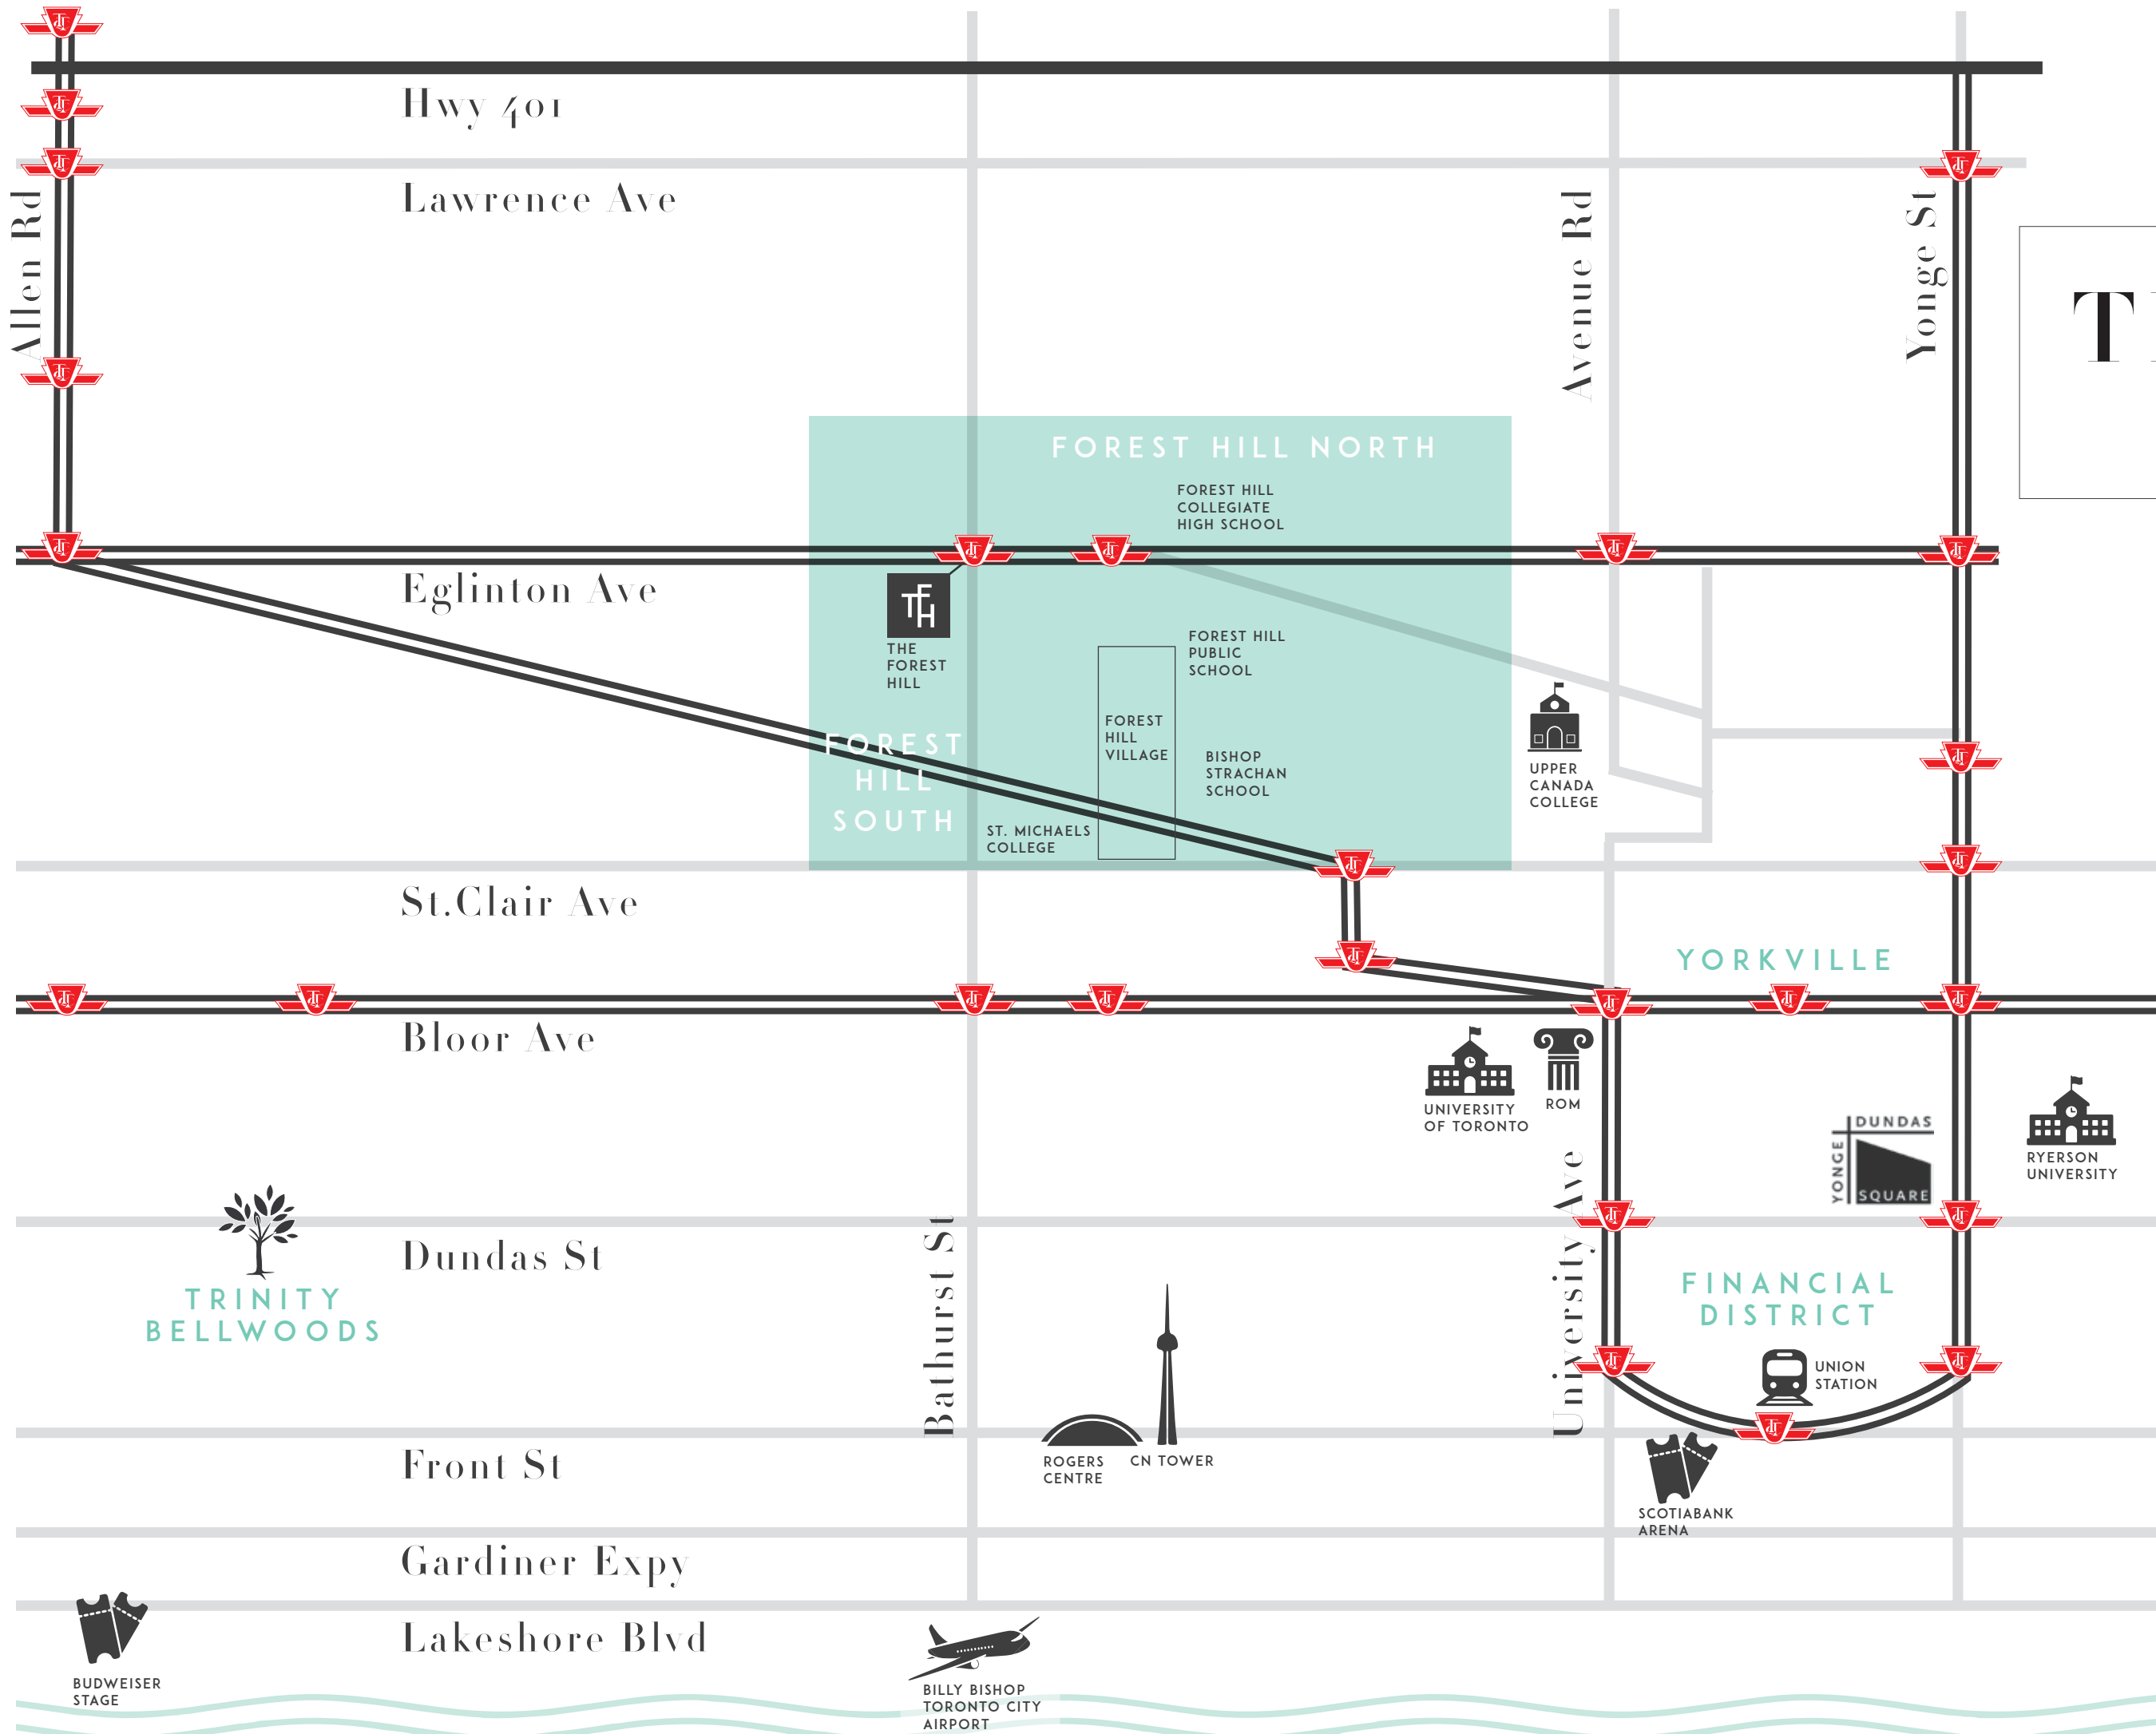 Hwy 401
Lawrence Ave
Allen Rd
Avenue Rd
Yonge St
T
FOREST HILL NORTH
FOREST HILL
COLLEGIATE
HIGH SCHOOL
Eglinton Ave
TFH
THE
FOREST
HILL
FOREST HILL
PUBLIC
SCHOOL
FOREST
HILL
VILLAGE
FOREST
HILL
SOUTH
BISHOP
STRACHAN
SCHOOL
UPPER
CANADA
COLLEGE
ST. MICHAELS
COLLEGE
St.Clair Ave
YORKVILLE
Bloor Ave
UNIVERSITY
OF TORONTO
ROM
YONGE
DUNDAS
SQUARE
RYERSON
UNIVERSITY
University Ave
Bathurst St
Dundas St
TRINITY
BELLWOODS
FINANCIAL
DISTRICT
UNION
STATION
Front St
ROGERS
CENTRE
CN TOWER
SCOTIABANK
ARENA
Gardiner Expy
Lakeshore Blvd
BUDWEISER
STAGE
BILLY BISHOP
TORONTO CITY
AIRPORT